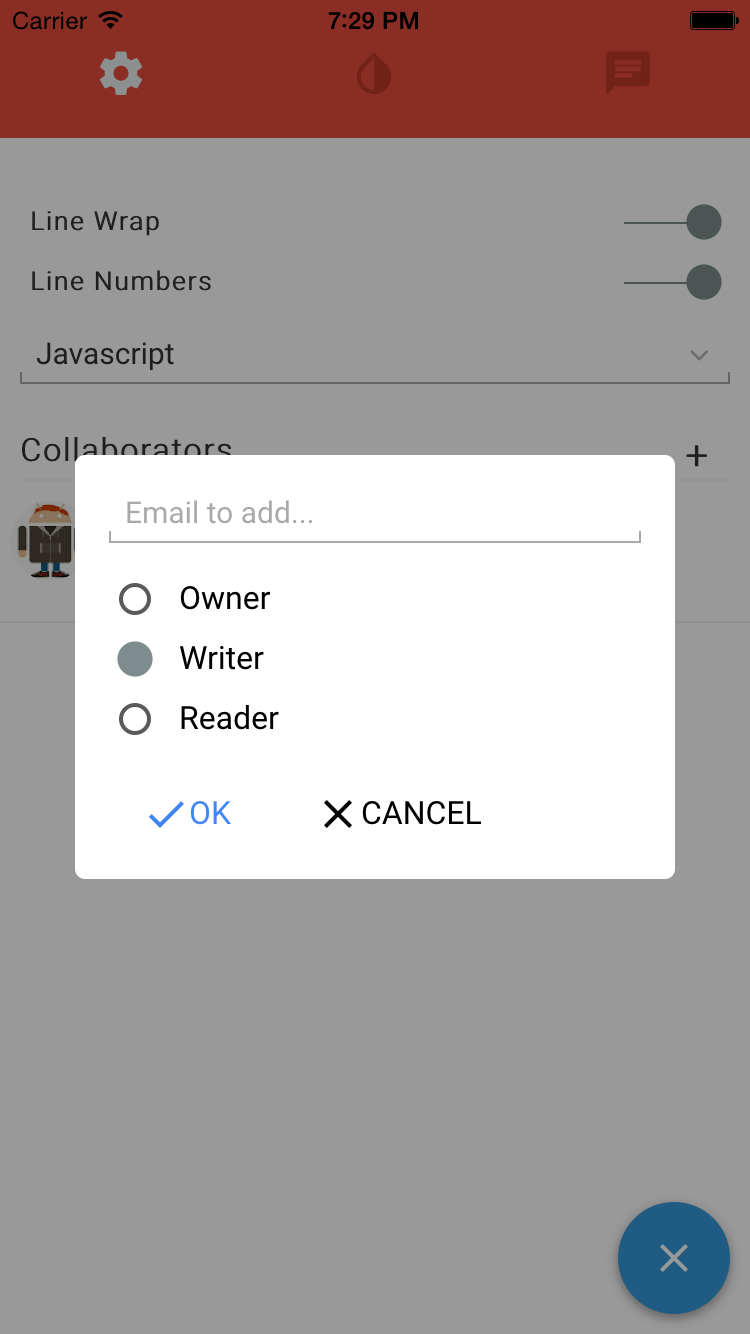 Carrier 7:29 PM
Line Wrap
Line Numbers
Javascript
Collaborators +
Email to add...
Owner
Writer
Reader
OK CANCEL